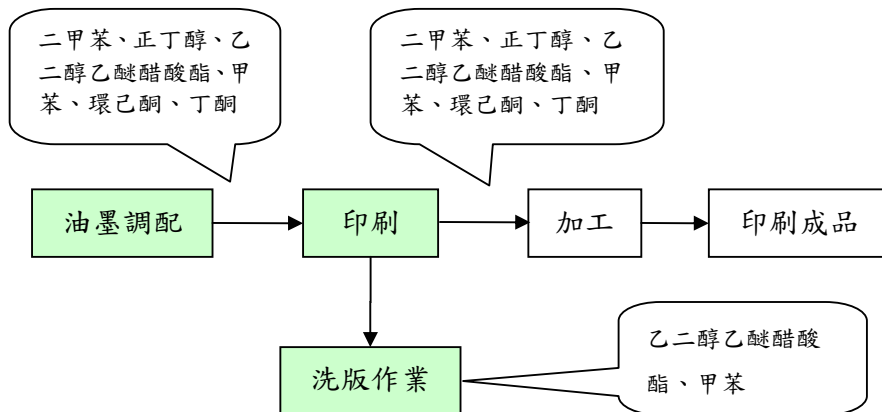 二甲苯、正丁醇、乙
二醇乙醚醋酸酯、甲
苯、環己酮、丁酮
二甲苯、正丁醇、乙
二醇乙醚醋酸酯、甲
苯、環己酮、丁酮
油墨調配
印刷
加工
印刷成品
洗版作業
乙二醇乙醚醋酸
酯、甲苯